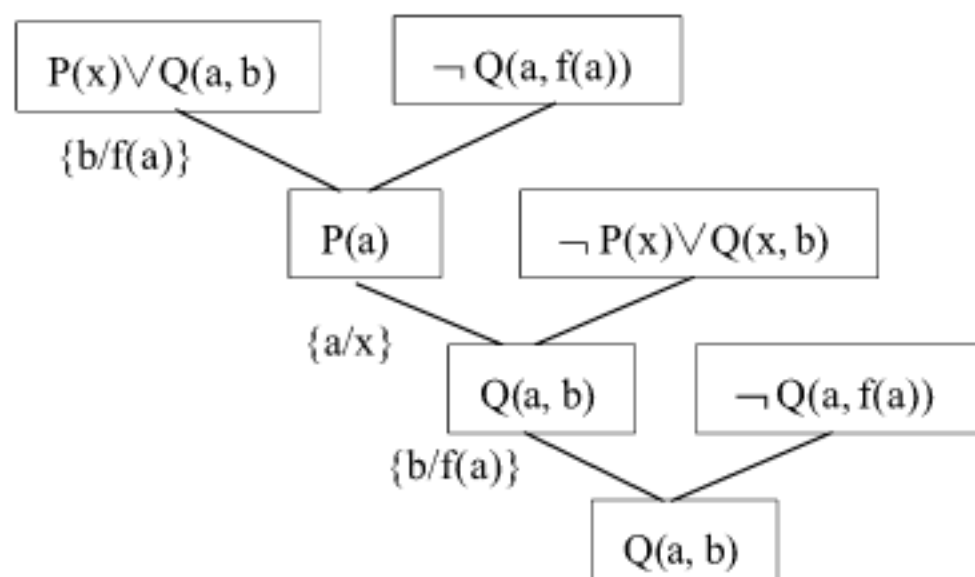 P(x)∨Q(a, b)
¬ Q(a, f(a))
{b/f(a)}
P(a)
¬ P(x)∨Q(x, b)
{a/x}
Q(a, b)
¬ Q(a, f(a))
{b/f(a)}
Q(a, b)